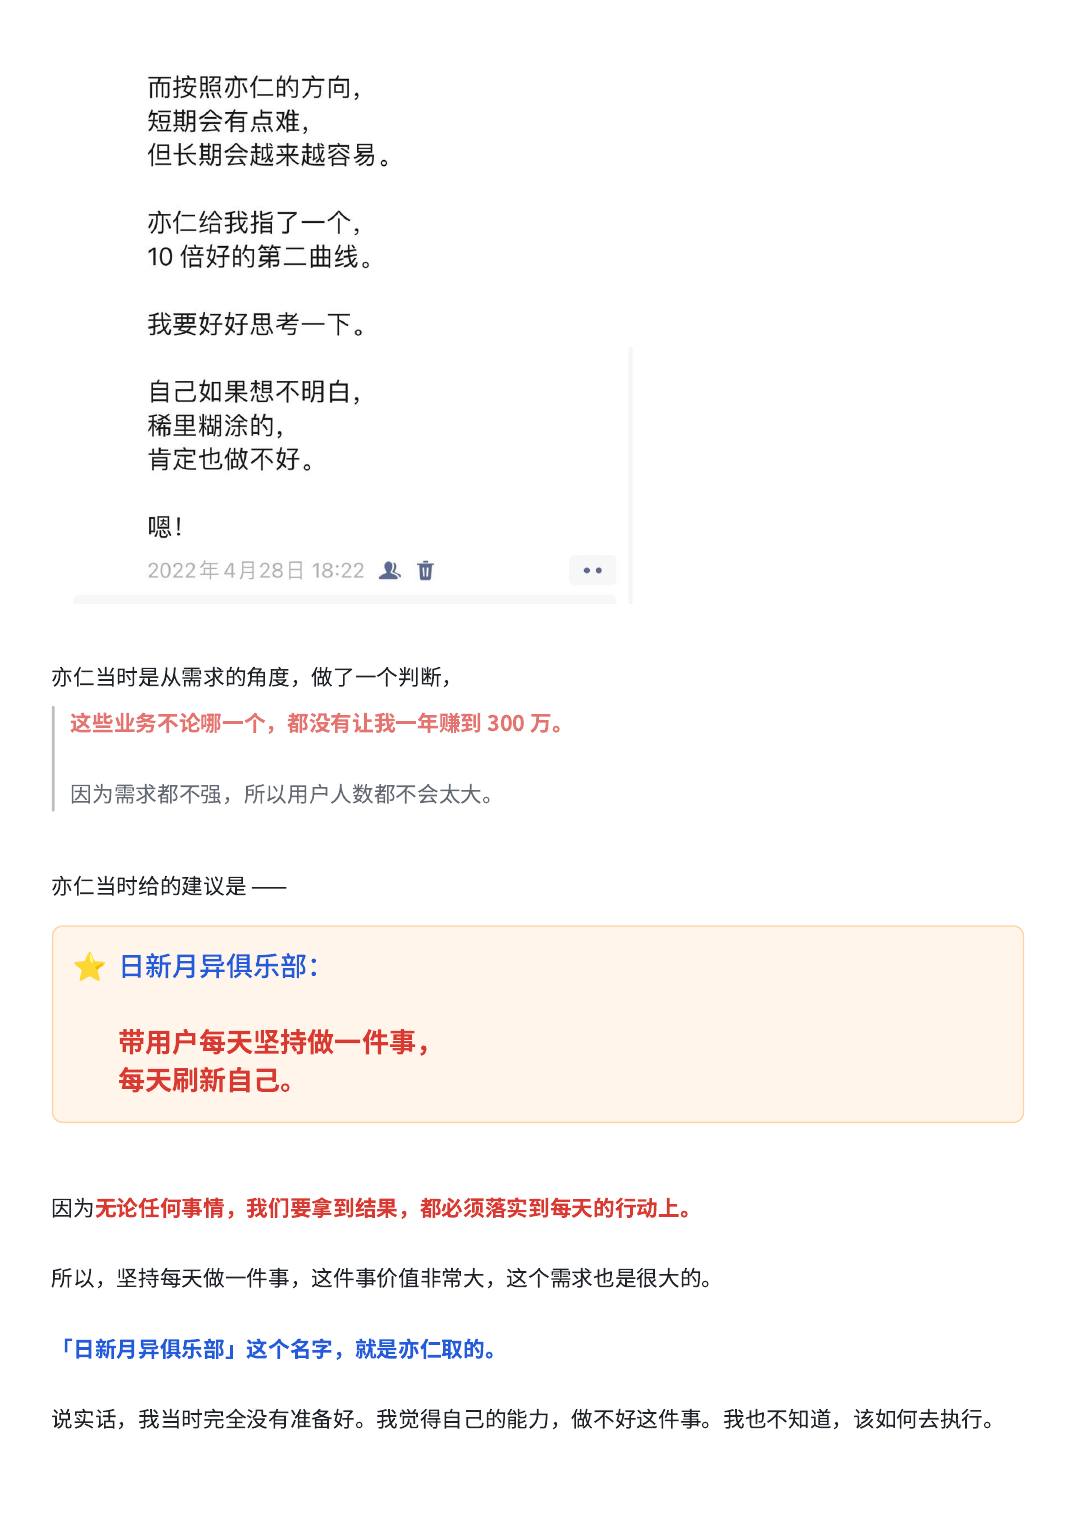 而按照亦仁的方向，
短期会有点难，
但长期会越来越容易。
亦仁给我指了一个，
10 倍好的第二曲线。
我要好好思考一下。
自己如果想不明白，
稀里糊涂的，
肯定也做不好。
嗯！
2022年4月28日 18:22
亦仁当时是从需求的角度，做了一个判断，
这些业务不论哪一个，都没有让我一年赚到 300 万。
因为需求都不强，所以用户人数都不会太大。
亦仁当时给的建议是 ——
日新月异俱乐部：
带用户每天坚持做一件事，
每天刷新自己。
因为无论任何事情，我们要拿到结果，都必须落实到每天的行动上。
所以，坚持每天做一件事，这件事价值非常大，这个需求也是很大的。
「日新月异俱乐部」这个名字，就是亦仁取的。
说实话，我当时完全没有准备好。我觉得自己的能力，做不好这件事。我也不知道，该如何去执行。